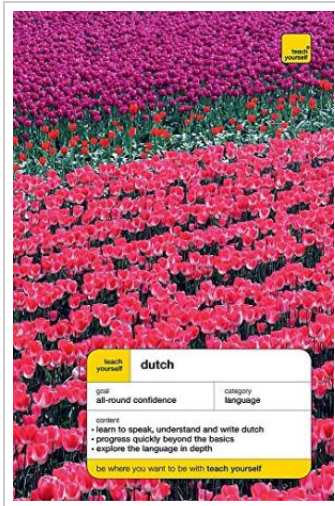 teach
yourself
teach
yourself
dutch
goal
all-round confidence
category
language
content
• learn to speak, understand and write dutch
• progress quickly beyond the basics
• explore the language in depth
be where you want to be with teach yourself